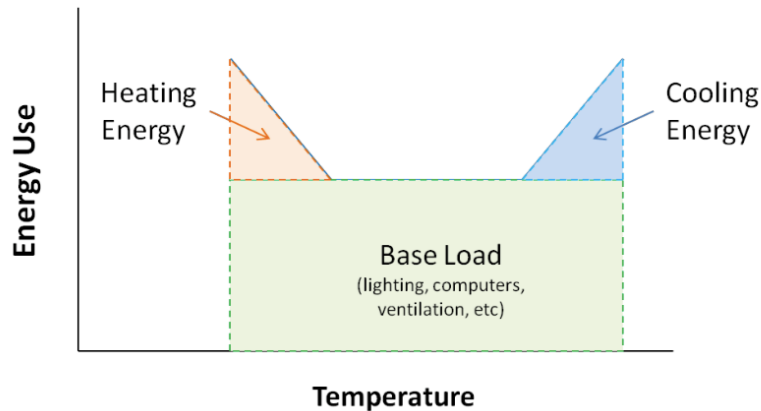 Heating
Energy
Cooling
Energy
Energy Use
Base Load
(lighting, computers,
ventilation, etc)
Temperature